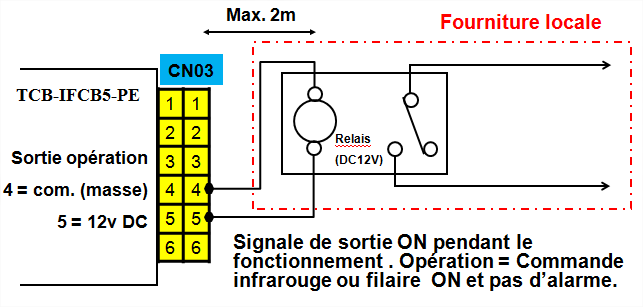 Max. 2m
Fourniture locale
CN03
TCB-IFCB5-PE
1 1
2 2
Sortie opération
3 3
4 = com. (masse)
4 4
5 = 12v DC
5 5
6 6
Relais
(DC12V)
Signale de sortie ON pendant le
fonctionnement . Opération = Commande
infrarouge ou filaire ON et pas d’alarme.